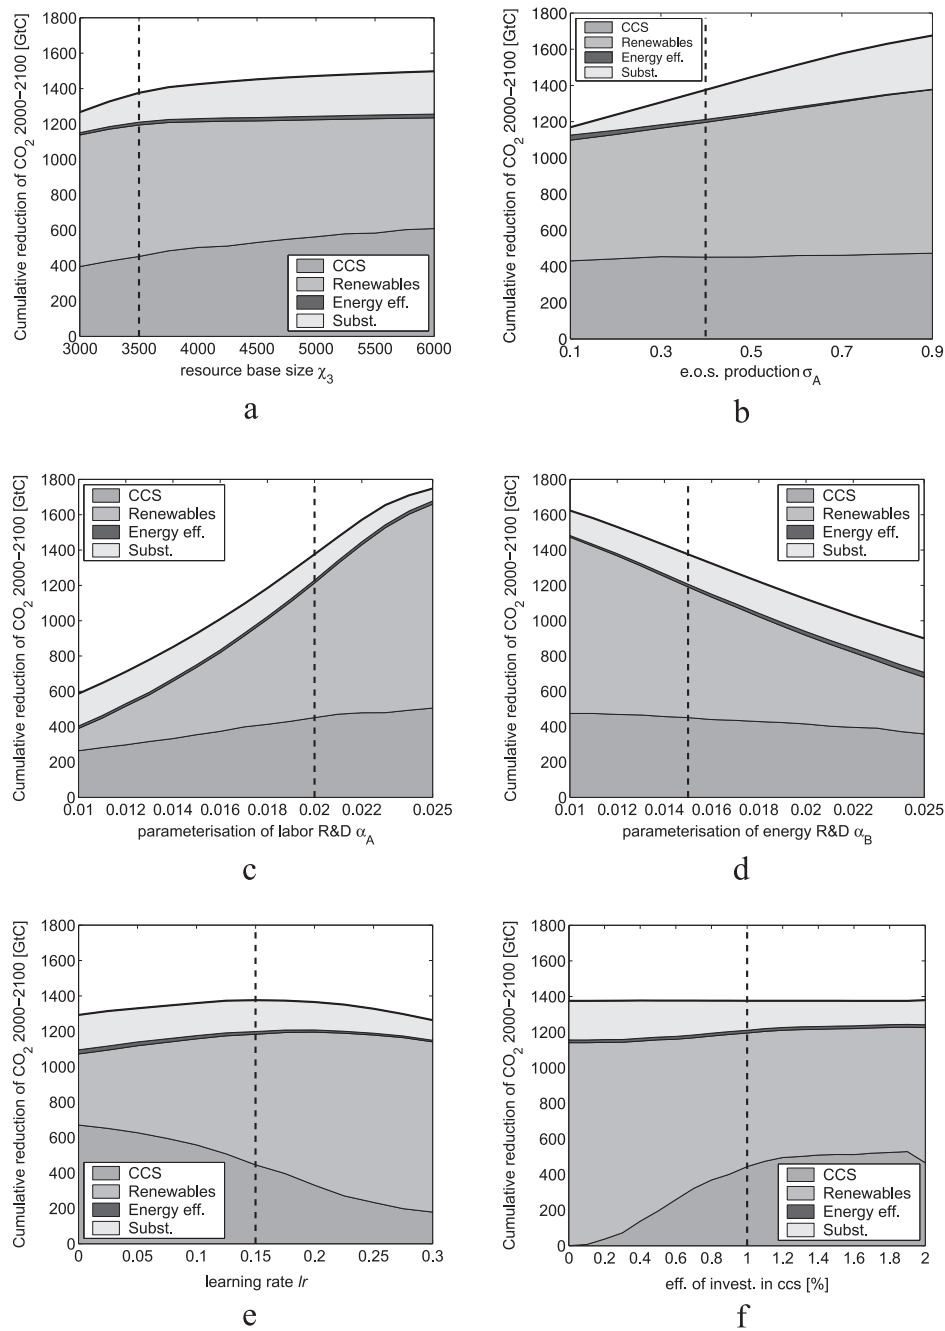 Cumulative reduction of CO2 2000−2100 [GtC]
1800
1600
1400
1200
1000
800
600
400
200
0
CCS
Renewables
Energy eff.
Subst.
3000 3500 4000 4500 5000 5500 6000
resource base size χ3
a
Cumulative reduction of CO2 2000−2100 [GtC]
1800
1600
1400
1200
1000
800
600
400
200
0
CCS
Renewables
Energy eff.
Subst.
0.1 0.3 0.5 0.7 0.9
e.o.s. production σA
b
Cumulative reduction of CO2 2000−2100 [GtC]
1800
1600
1400
1200
1000
800
600
400
200
0
CCS
Renewables
Energy eff.
Subst.
0.01 0.012 0.014 0.016 0.018 0.02 0.022 0.025
parameterisation of labor R&D αA
c
Cumulative reduction of CO2 2000−2100 [GtC]
1800
1600
1400
1200
1000
800
600
400
200
0
CCS
Renewables
Energy eff.
Subst.
0.01 0.012 0.014 0.016 0.018 0.02 0.022 0.025
parameterisation of energy R&D αB
d
Cumulative reduction of CO2 2000−2100 [GtC]
1800
1600
1400
1200
1000
800
600
400
200
0
CCS
Renewables
Energy eff.
Subst.
0 0.05 0.1 0.15 0.2 0.25 0.3
learning rate lr
e
Cumulative reduction of CO2 2000−2100 [GtC]
1800
1600
1400
1200
1000
800
600
400
200
0
CCS
Renewables
Energy eff.
Subst.
0 0.2 0.4 0.6 0.8 1 1.2 1.4 1.6 1.8 2
eff. of invest. in ccs [%]
f